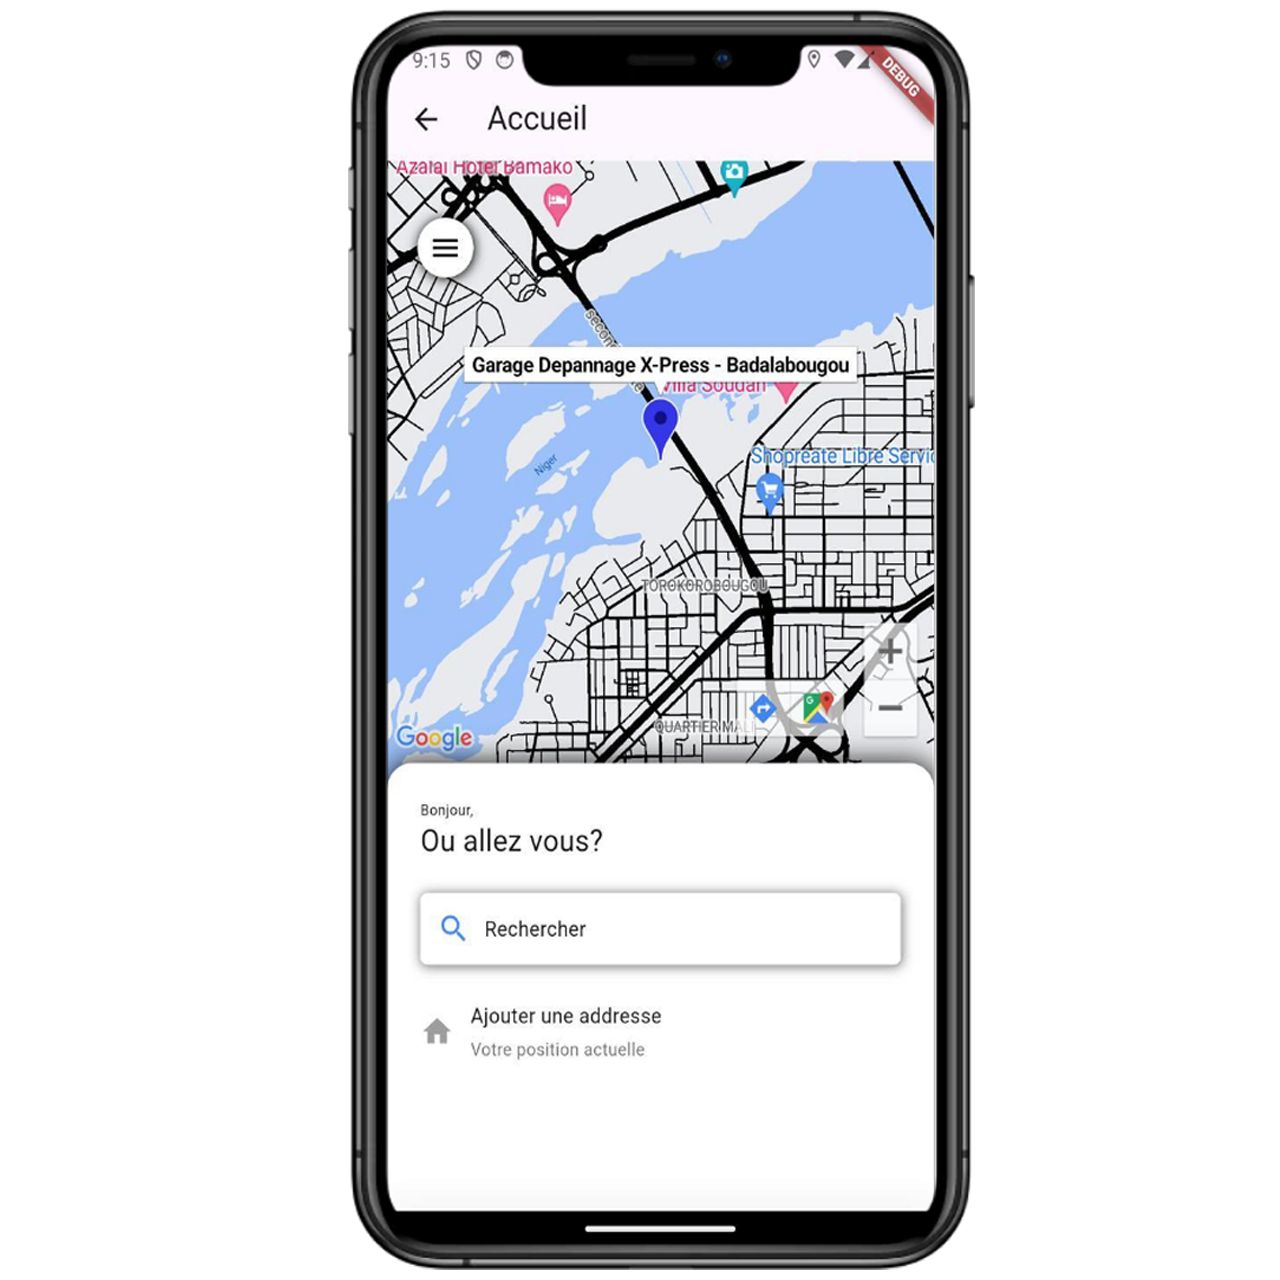 9:15
DEBUG
Accueil
Azalai Hotel Bamako
Garage Depannage X-Press - Badalabougou
Villa Soudan
Shopreate Libre Servic
Niger
TOROKOROBOUGOU
QUARTIER MALI
Google
Bonjour,
Ou allez vous?
Rechercher
Ajouter une addresse
Votre position actuelle